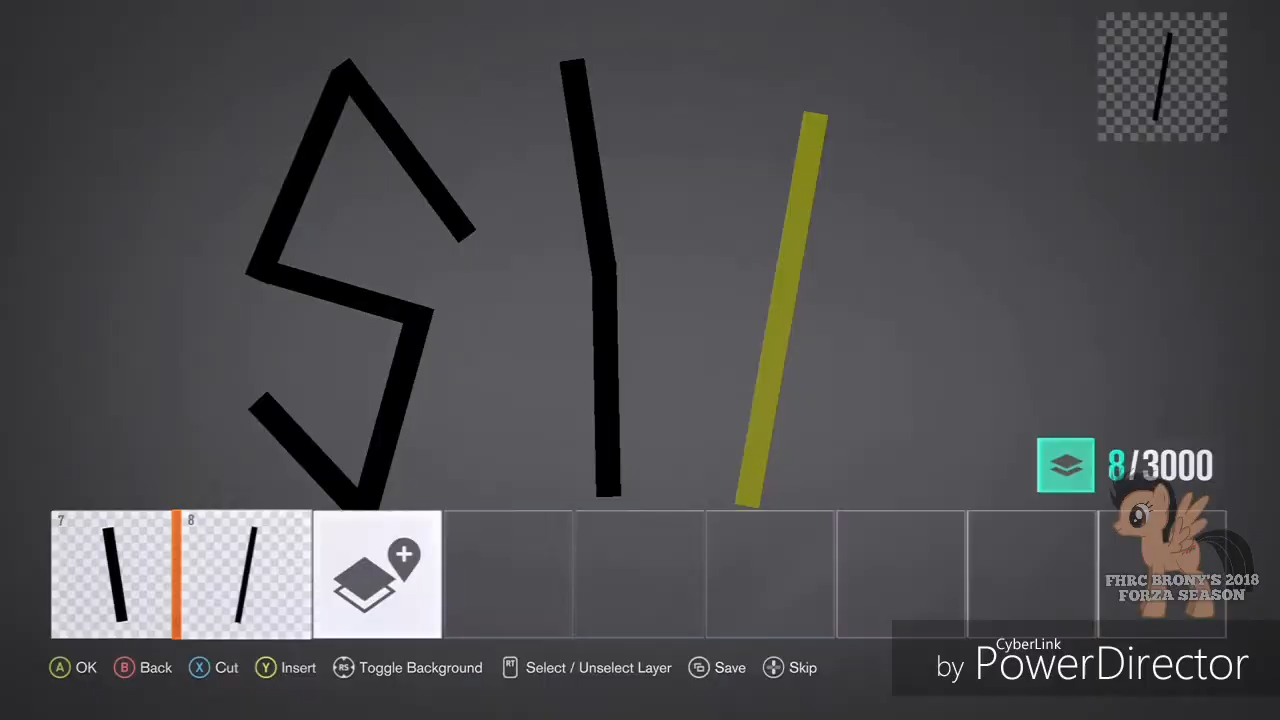 8/3000
7
8
FHRC BRONY'S 2018
FORZA SEASON
A OK B Back X Cut Y Insert RS Toggle Background RT Select / Unselect Layer Save Skip
CyberLink
by PowerDirector